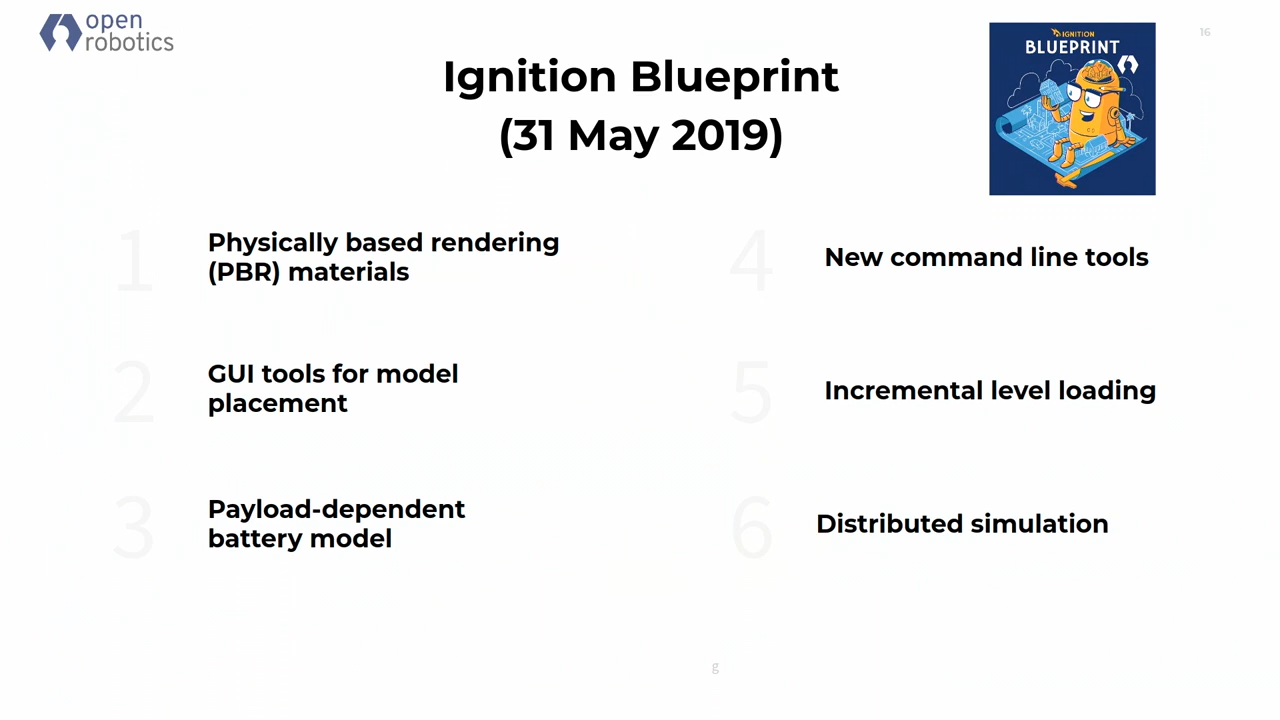 open
robotics
16
Ignition Blueprint
(31 May 2019)
IGNITION
BLUEPRINT
1
Physically based rendering
(PBR) materials
2
GUI tools for model
placement
3
Payload-dependent
battery model
4
New command line tools
5
Incremental level loading
6
Distributed simulation
g